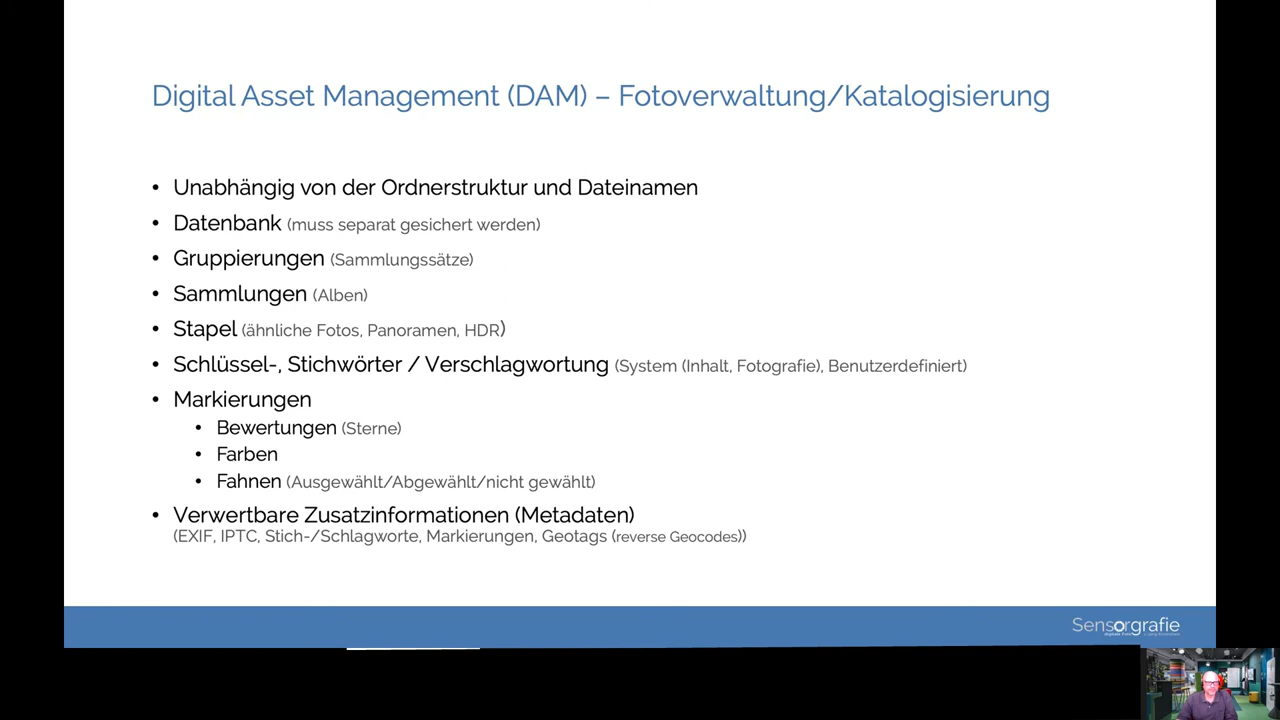 Digital Asset Management (DAM) – Fotoverwaltung/Katalogisierung
• Unabhängig von der Ordnerstruktur und Dateinamen
• Datenbank (muss separat gesichert werden)
• Gruppierungen (Sammlungssätze)
• Sammlungen (Alben)
• Stapel (ähnliche Fotos, Panoramen, HDR)
• Schlüssel-, Stichwörter / Verschlagwortung (System (Inhalt, Fotografie), Benutzerdefiniert)
• Markierungen
• Bewertungen (Sterne)
• Farben
• Fahnen (Ausgewählt/Abgewählt/nicht gewählt)
• Verwertbare Zusatzinformationen (Metadaten)
(EXIF, IPTC, Stich-/Schlagworte, Markierungen, Geotags (reverse Geocodes))
Sensorgrafie